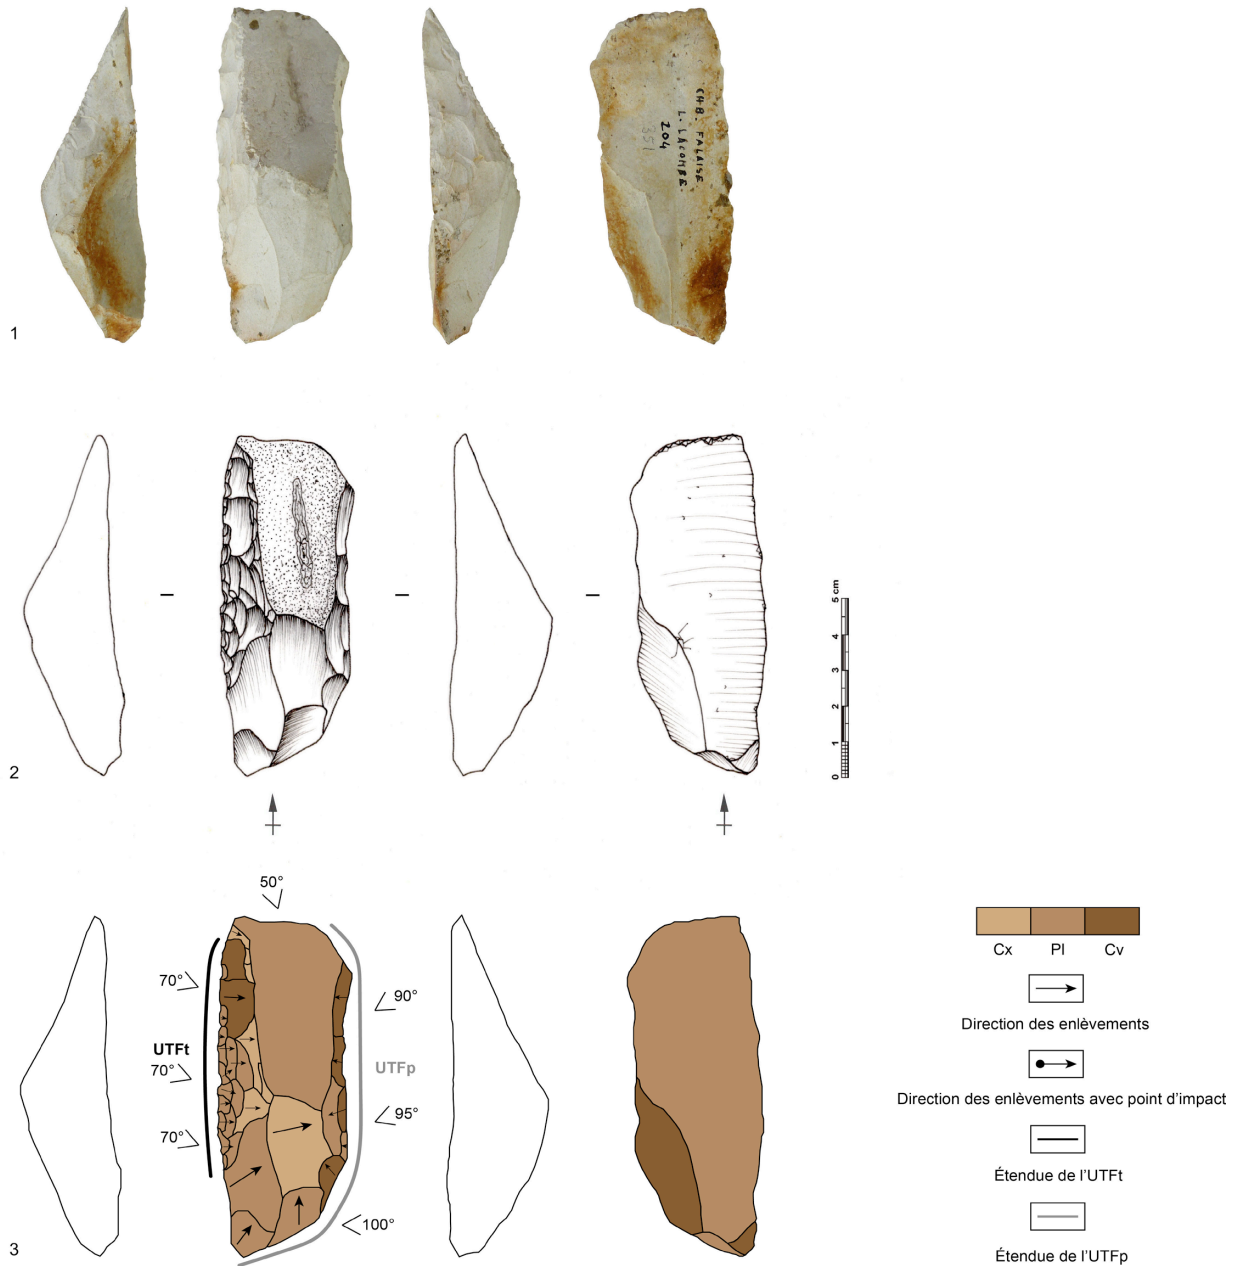 1
CHB. FALAISE
L. LACOMBE.
204
351
2
0 1 2 3 4 5 cm
50°
70°
90°
UTFt
70°
UTFp
95°
70°
100°
3
Cx Pl Cv
Direction des enlèvements
Direction des enlèvements avec point d'impact
Étendue de l'UTFt
Étendue de l'UTFp